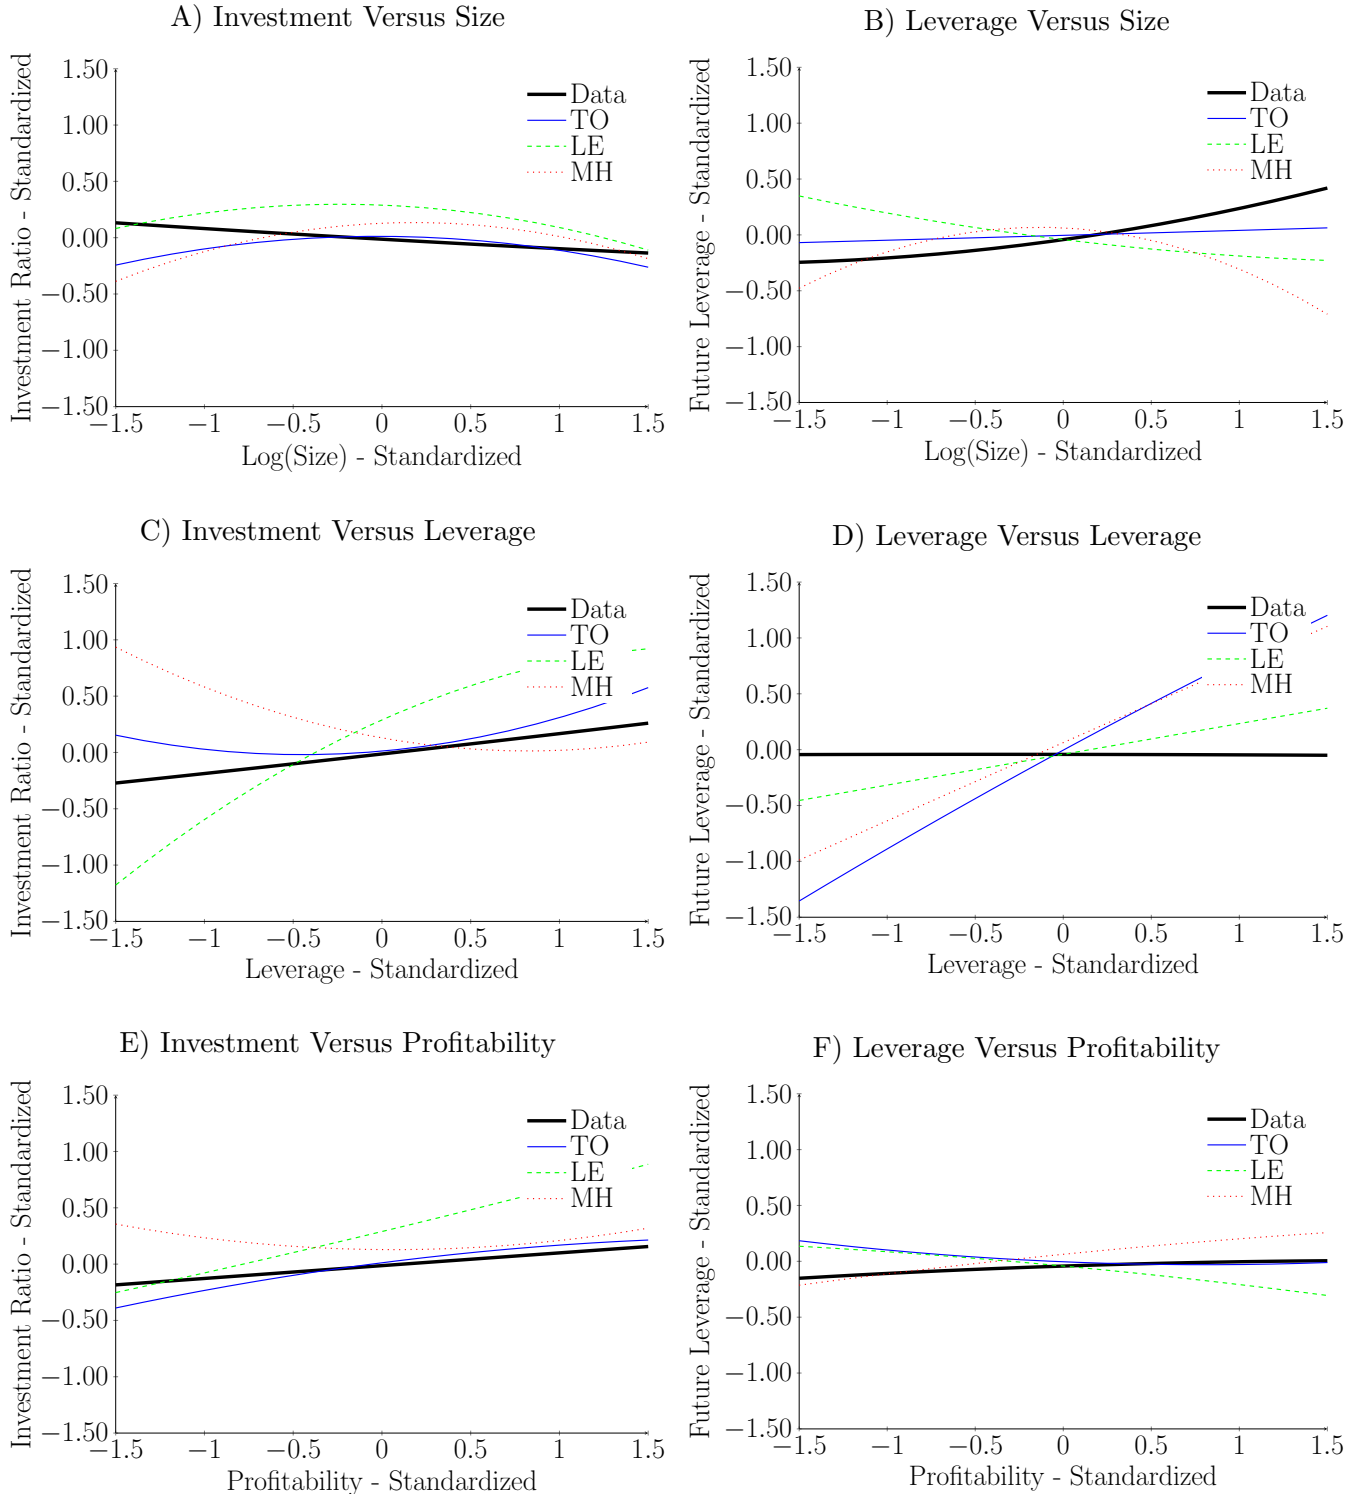 A) Investment Versus Size
Investment Ratio - Standardized
1.50
1.00
0.50
0.00
−0.50
−1.00
−1.50
Data
TO
LE
MH
−1.5 −1 −0.5 0 0.5 1 1.5
Log(Size) - Standardized
B) Leverage Versus Size
Future Leverage - Standardized
1.50
1.00
0.50
0.00
−0.50
−1.00
−1.50
Data
TO
LE
MH
−1.5 −1 −0.5 0 0.5 1 1.5
Log(Size) - Standardized
C) Investment Versus Leverage
Investment Ratio - Standardized
1.50
1.00
0.50
0.00
−0.50
−1.00
−1.50
Data
TO
LE
MH
−1.5 −1 −0.5 0 0.5 1 1.5
Leverage - Standardized
D) Leverage Versus Leverage
Future Leverage - Standardized
1.50
1.00
0.50
0.00
−0.50
−1.00
−1.50
Data
TO
LE
MH
−1.5 −1 −0.5 0 0.5 1 1.5
Leverage - Standardized
E) Investment Versus Profitability
Investment Ratio - Standardized
1.50
1.00
0.50
0.00
−0.50
−1.00
−1.50
Data
TO
LE
MH
−1.5 −1 −0.5 0 0.5 1 1.5
Profitability - Standardized
F) Leverage Versus Profitability
Future Leverage - Standardized
1.50
1.00
0.50
0.00
−0.50
−1.00
−1.50
Data
TO
LE
MH
−1.5 −1 −0.5 0 0.5 1 1.5
Profitability - Standardized